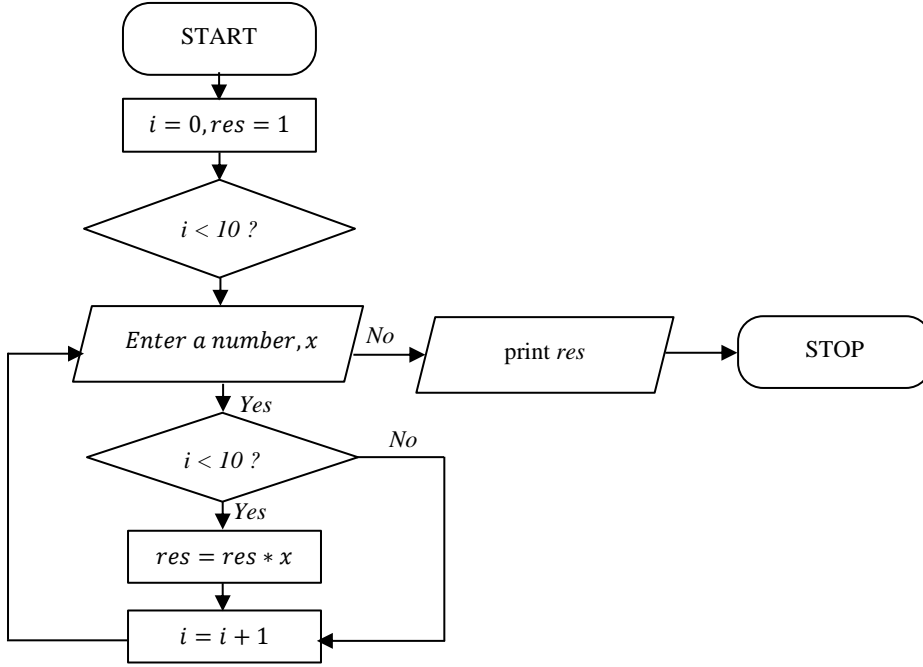 START
i = 0, res = 1
i < 10 ?
Enter a number, x
No
print res
STOP
Yes
i < 10 ?
No
Yes
res = res ∗ x
i = i + 1